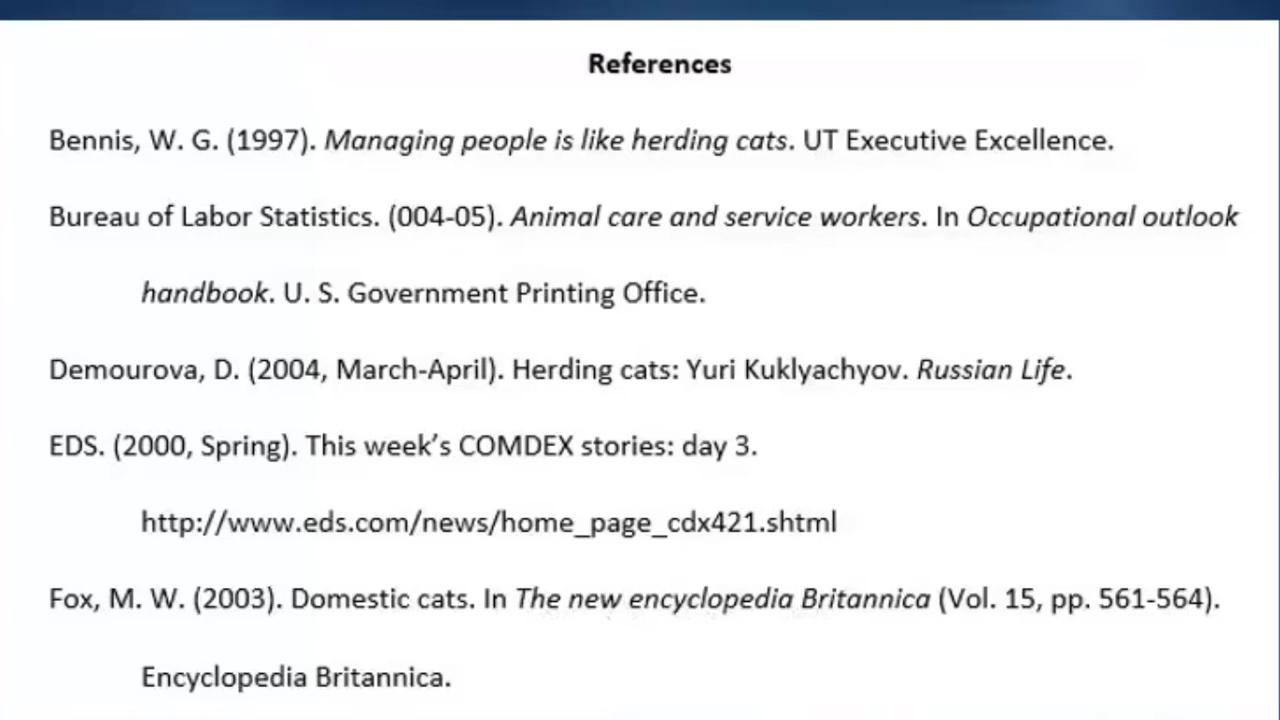 References
Bennis, W. G. (1997). Managing people is like herding cats. UT Executive Excellence.
Bureau of Labor Statistics. (004-05). Animal care and service workers. In Occupational outlook
handbook. U. S. Government Printing Office.
Demourova, D. (2004, March-April). Herding cats: Yuri Kuklyachyov. Russian Life.
EDS. (2000, Spring). This week’s COMDEX stories: day 3.
http://www.eds.com/news/home_page_cdx421.shtml
Fox, M. W. (2003). Domestic cats. In The new encyclopedia Britannica (Vol. 15, pp. 561-564).
Encyclopedia Britannica.